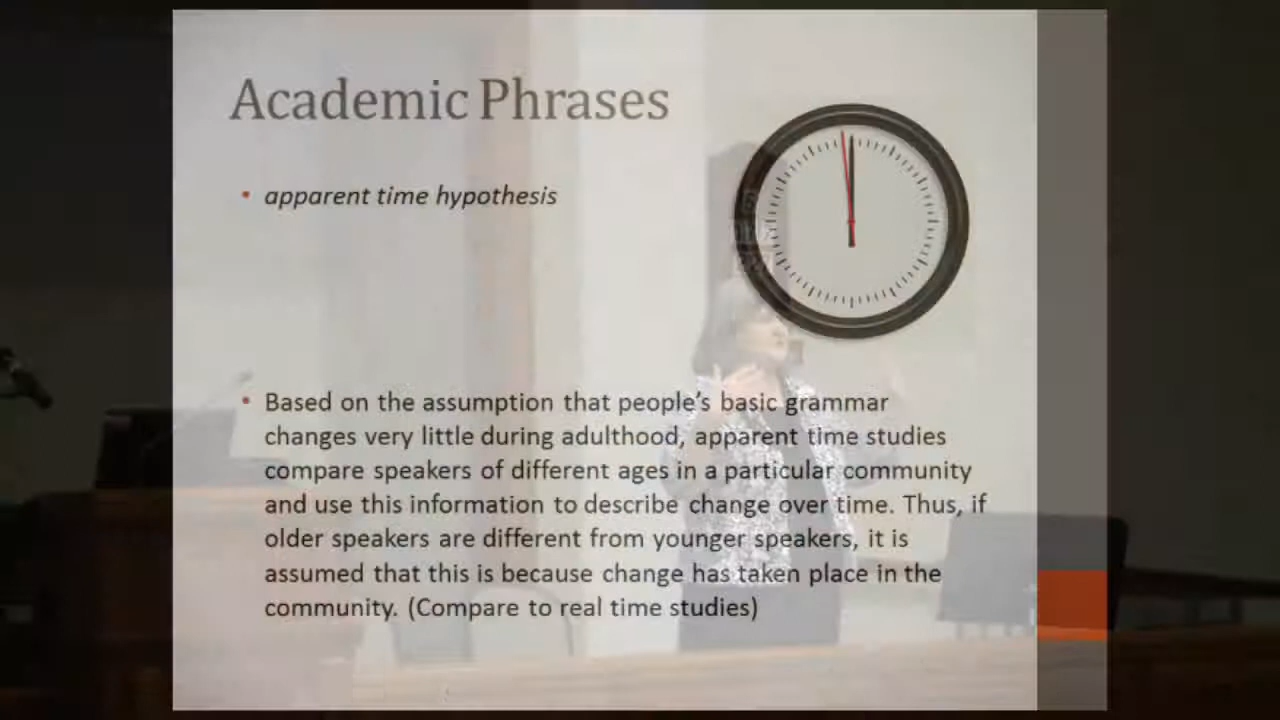 Academic Phrases
• apparent time hypothesis
• Based on the assumption that people’s basic grammar
changes very little during adulthood, apparent time studies
compare speakers of different ages in a particular community
and use this information to describe change over time. Thus, if
older speakers are different from younger speakers, it is
assumed that this is because change has taken place in the
community. (Compare to real time studies)